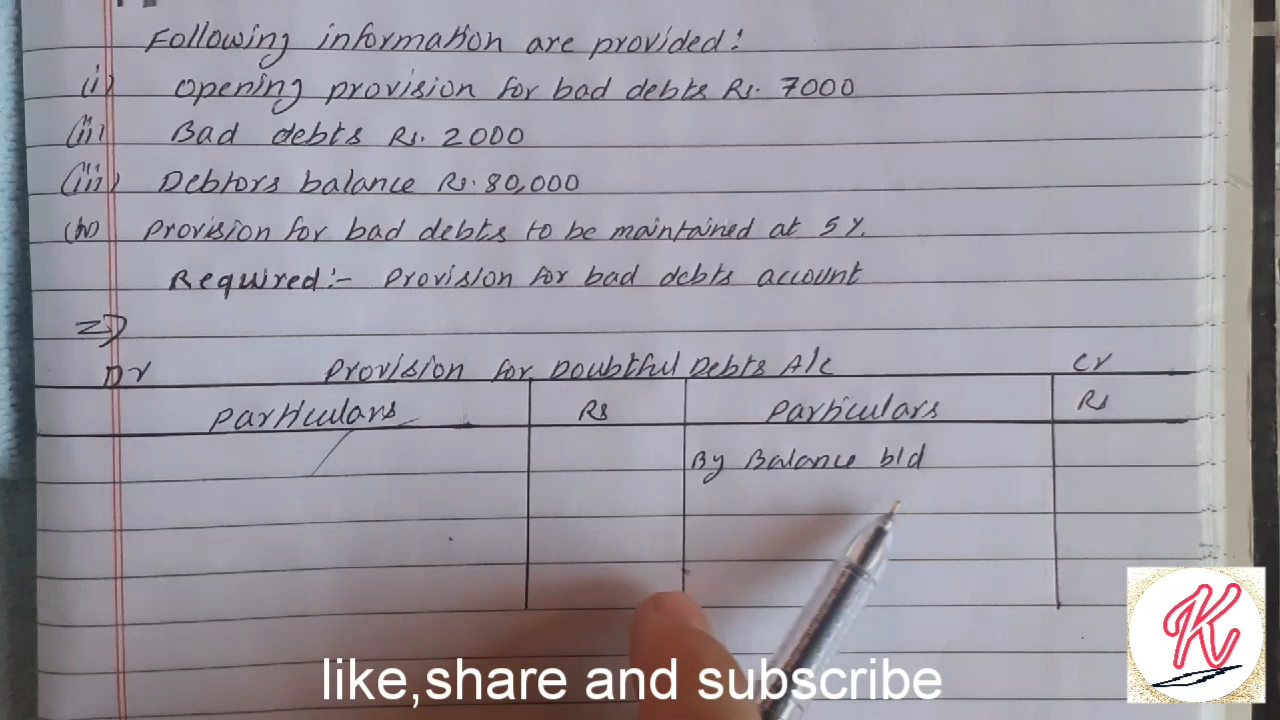 Following information are provided:
(i) Opening provision for bad debts Rs. 7000
(ii) Bad debts Rs. 2000
(iii) Debtors balance Rs. 80,000
(iv) Provision for bad debts to be maintained at 5%.
Required:- Provision for bad debts account
=>
Dr Provision for Doubtful Debts A/c Cr
Particulars Rs Particulars Rs
By Balance b/d
like,share and subscribe
K